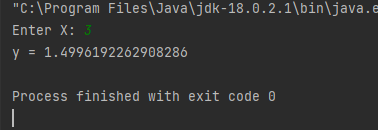 "C:\Program Files\Java\jdk-18.0.2.1\bin\java.e
Enter X: 3
y = 1.4996192262908286
Process finished with exit code 0